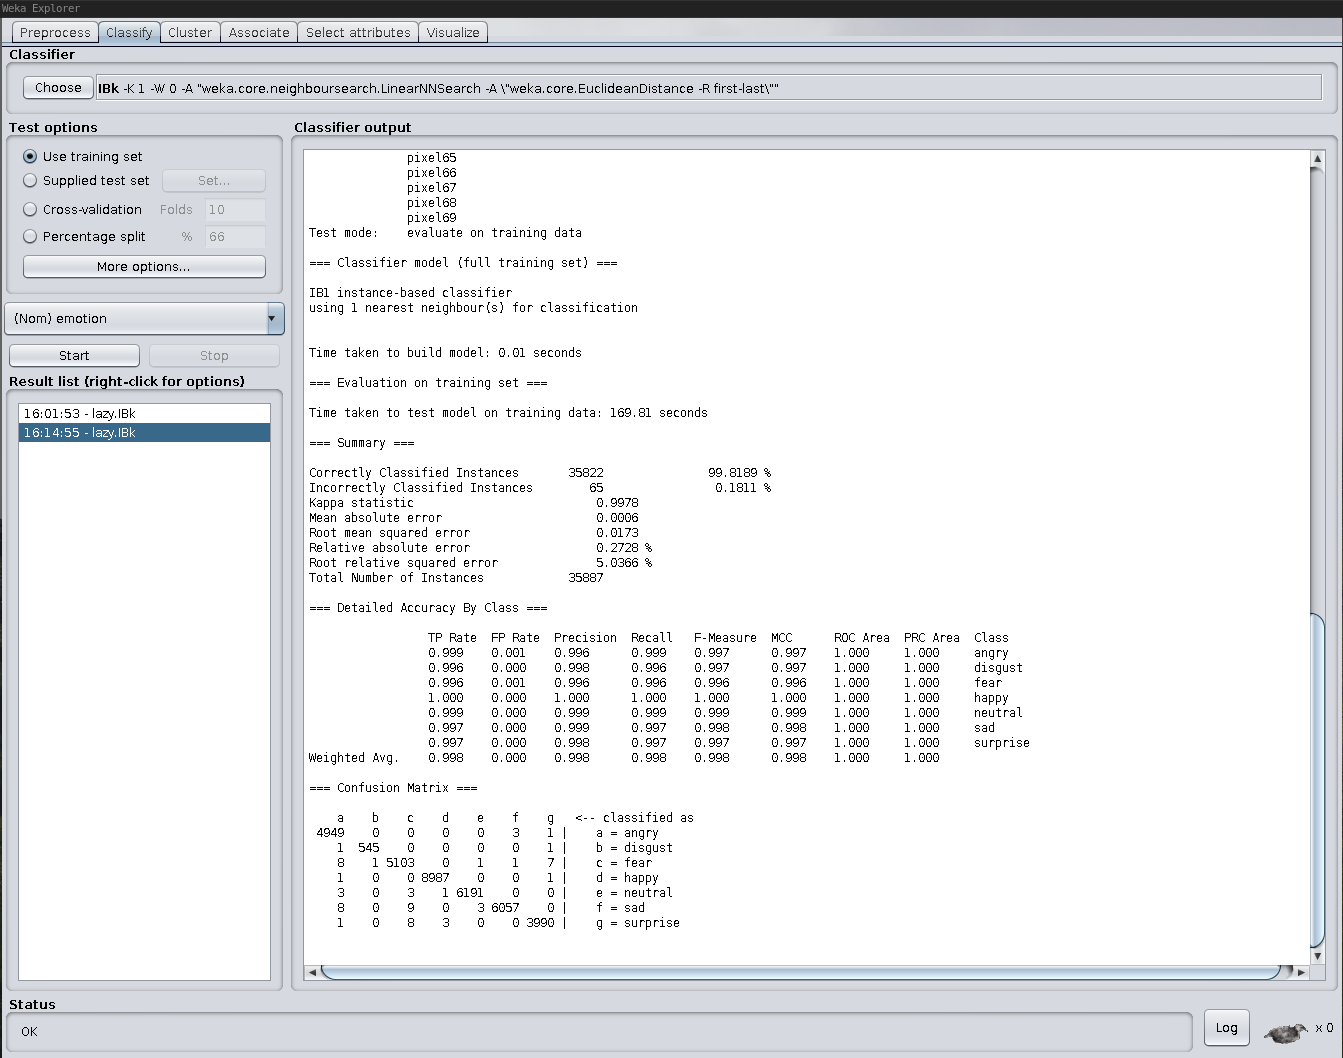 Weka Explorer
Preprocess Classify Cluster Associate Select attributes Visualize
Classifier
Choose IBk -K 1 -W 0 -A "weka.core.neighboursearch.LinearNNSearch -A \"weka.core.EuclideanDistance -R first-last\""
Test options
Use training set
Supplied test set Set...
Cross-validation Folds 10
Percentage split % 66
More options...
(Nom) emotion
Start Stop
Result list (right-click for options)
16:01:53 - lazy.IBk
16:14:55 - lazy.IBk
Classifier output
pixel65
pixel66
pixel67
pixel68
pixel69
Test mode: evaluate on training data
=== Classifier model (full training set) ===
IB1 instance-based classifier
using 1 nearest neighbour(s) for classification
Time taken to build model: 0.01 seconds
=== Evaluation on training set ===
Time taken to test model on training data: 169.81 seconds
=== Summary ===
Correctly Classified Instances 35822 99.8189 %
Incorrectly Classified Instances 65 0.1811 %
Kappa statistic 0.9978
Mean absolute error 0.0006
Root mean squared error 0.0173
Relative absolute error 0.2728 %
Root relative squared error 5.0366 %
Total Number of Instances 35887
=== Detailed Accuracy By Class ===
TP Rate FP Rate Precision Recall F-Measure MCC ROC Area PRC Area Class
0.999 0.001 0.996 0.999 0.997 0.997 1.000 1.000 angry
0.996 0.000 0.998 0.996 0.997 0.997 1.000 1.000 disgust
0.996 0.001 0.996 0.996 0.996 0.996 1.000 1.000 fear
1.000 0.000 1.000 1.000 1.000 1.000 1.000 1.000 happy
0.999 0.000 0.999 0.999 0.999 0.999 1.000 1.000 neutral
0.997 0.000 0.999 0.997 0.998 0.998 1.000 1.000 sad
0.997 0.000 0.998 0.997 0.997 0.997 1.000 1.000 surprise
Weighted Avg. 0.998 0.000 0.998 0.998 0.998 0.998 1.000 1.000
=== Confusion Matrix ===
a b c d e f g <-- classified as
4949 0 0 0 0 3 1 | a = angry
1 545 0 0 0 0 1 | b = disgust
8 1 5103 0 1 1 7 | c = fear
1 0 0 8987 0 0 1 | d = happy
3 0 3 1 6191 0 0 | e = neutral
8 0 9 0 3 6057 0 | f = sad
1 0 8 3 0 0 3990 | g = surprise
Status
OK
Log x 0